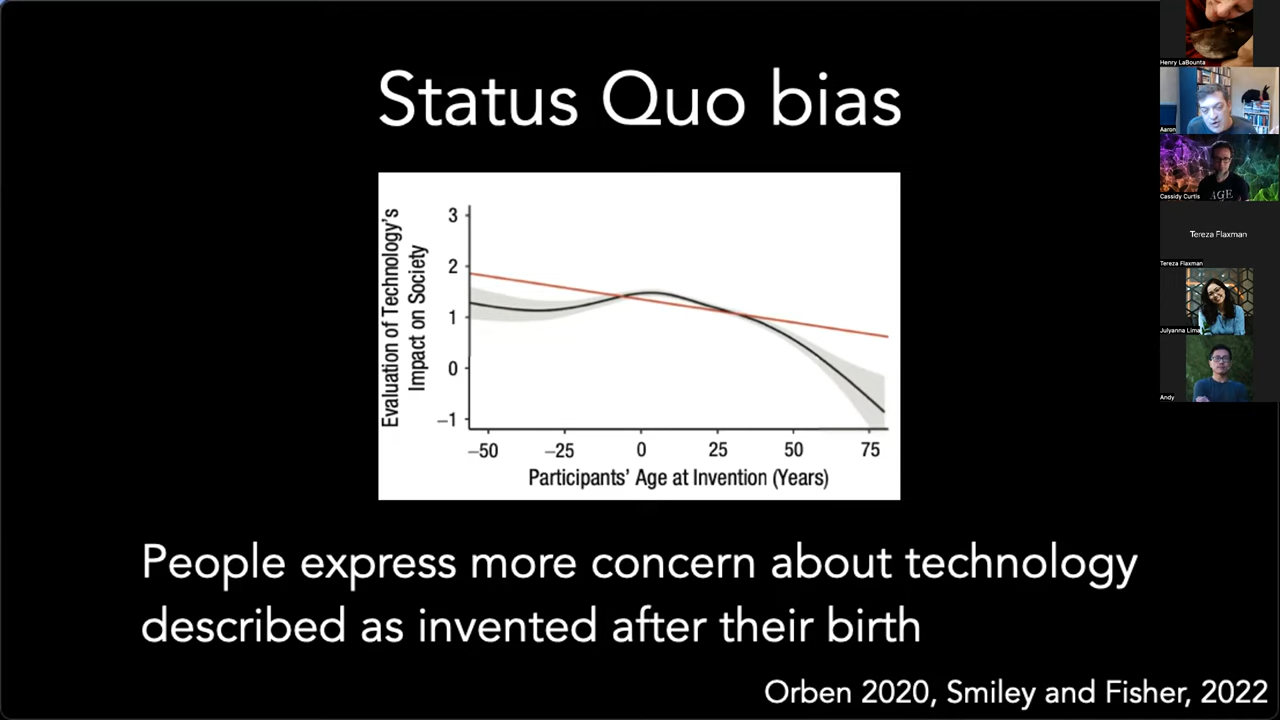 Status Quo bias
Evaluation of Technology's
Impact on Society
3
2
1
0
−1
−50 −25 0 25 50 75
Participants' Age at Invention (Years)
People express more concern about technology
described as invented after their birth
Orben 2020, Smiley and Fisher, 2022
Henry LaBounta
Aaron
AGE
Cassidy Curtis
Tereza Flaxman
Tereza Flaxman
Julyanna Lima
Andy